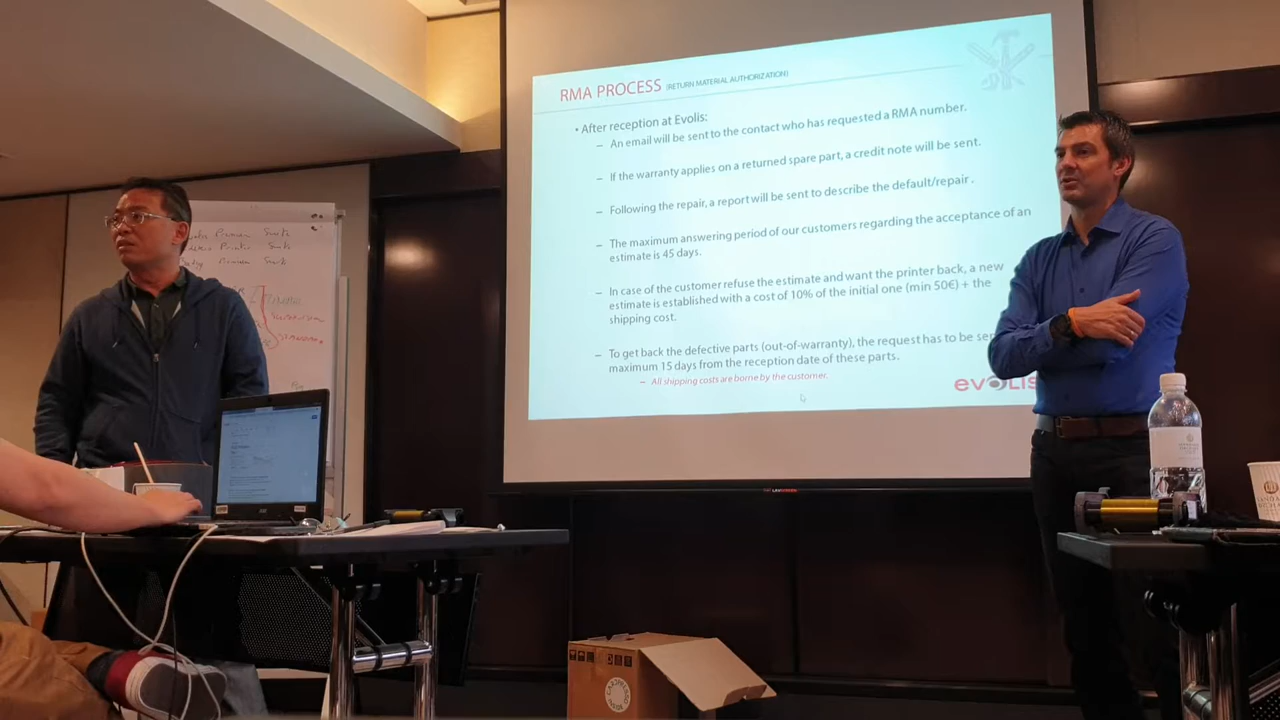 RMA PROCESS (RETURN MATERIAL AUTHORIZATION)
• After reception at Evolis:
– An email will be sent to the contact who has requested a RMA number.
– If the warranty applies on a returned spare part, a credit note will be sent.
– Following the repair, a report will be sent to describe the default/repair .
– The maximum answering period of our customers regarding the acceptance of an
estimate is 45 days.
– In case of the customer refuse the estimate and want the printer back, a new
estimate is established with a cost of 10% of the initial one (min 50€) + the
shipping cost.
– To get back the defective parts (out-of-warranty), the request has to be
maximum 15 days from the reception date of these parts.
– All shipping costs are borne by the customer.
evolis